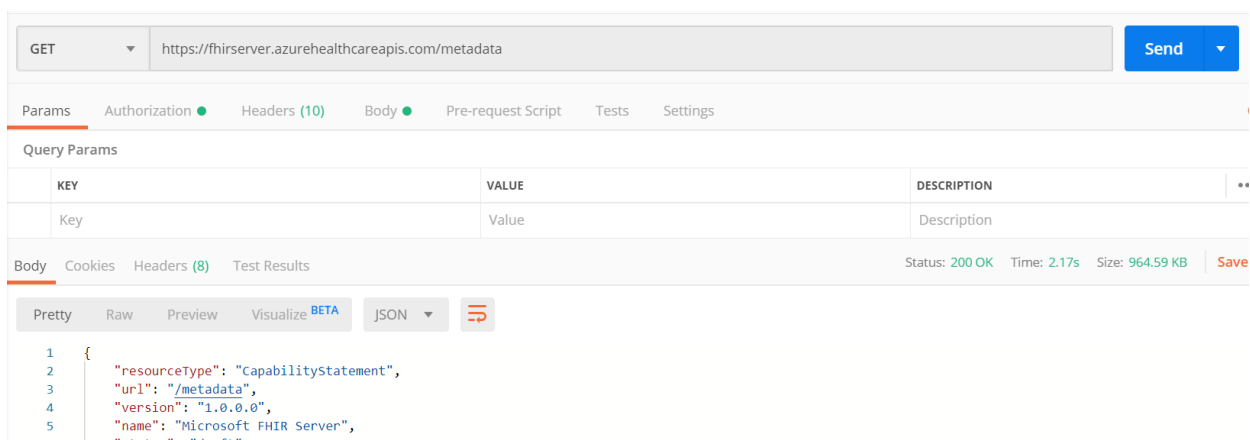 GET https://fhirserver.azurehealthcareapis.com/metadata Send
Params Authorization Headers (10) Body Pre-request Script Tests Settings
Query Params
KEY VALUE DESCRIPTION
Key Value Description
Body Cookies Headers (8) Test Results Status: 200 OK Time: 2.17s Size: 964.59 KB Save
Pretty Raw Preview Visualize BETA JSON
1 {
2 "resourceType": "CapabilityStatement",
3 "url": "/metadata",
4 "version": "1.0.0.0",
5 "name": "Microsoft FHIR Server",